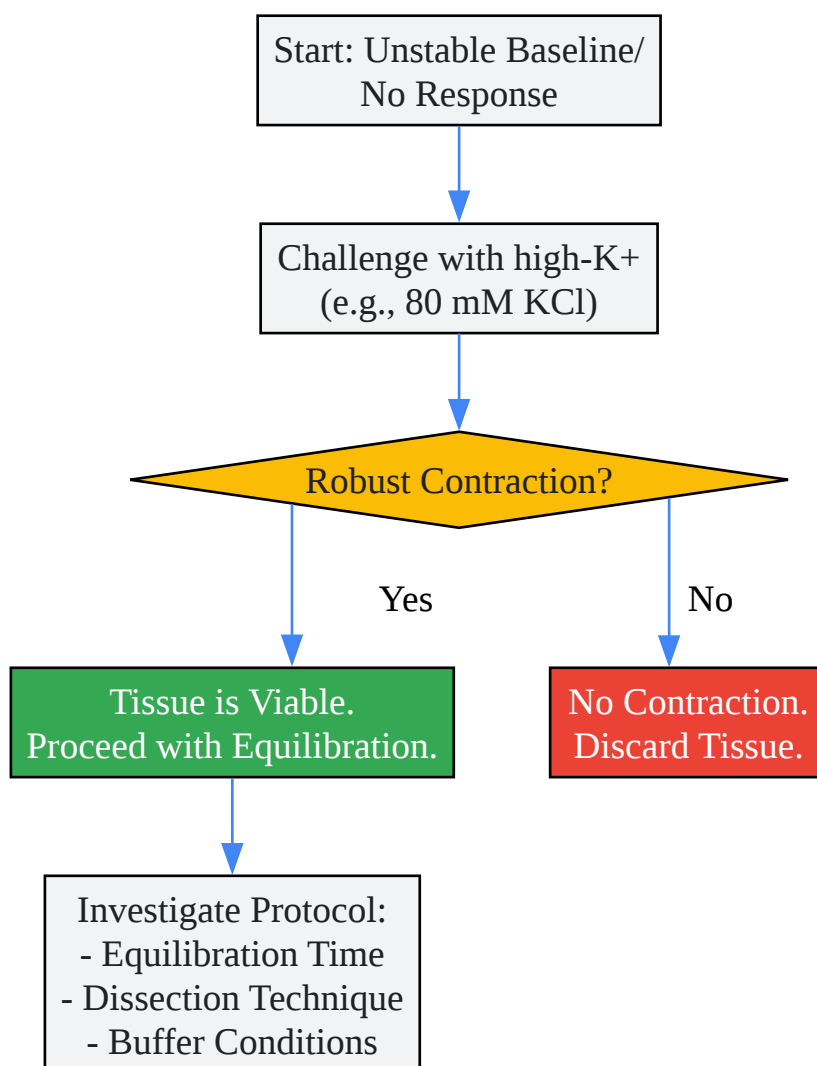 Start: Unstable Baseline/
No Response
Challenge with high-K+
(e.g., 80 mM KCl)
Robust Contraction?
Yes
No
Tissue is Viable.
Proceed with Equilibration.
No Contraction.
Discard Tissue.
Investigate Protocol:
- Equilibration Time
- Dissection Technique
- Buffer Conditions